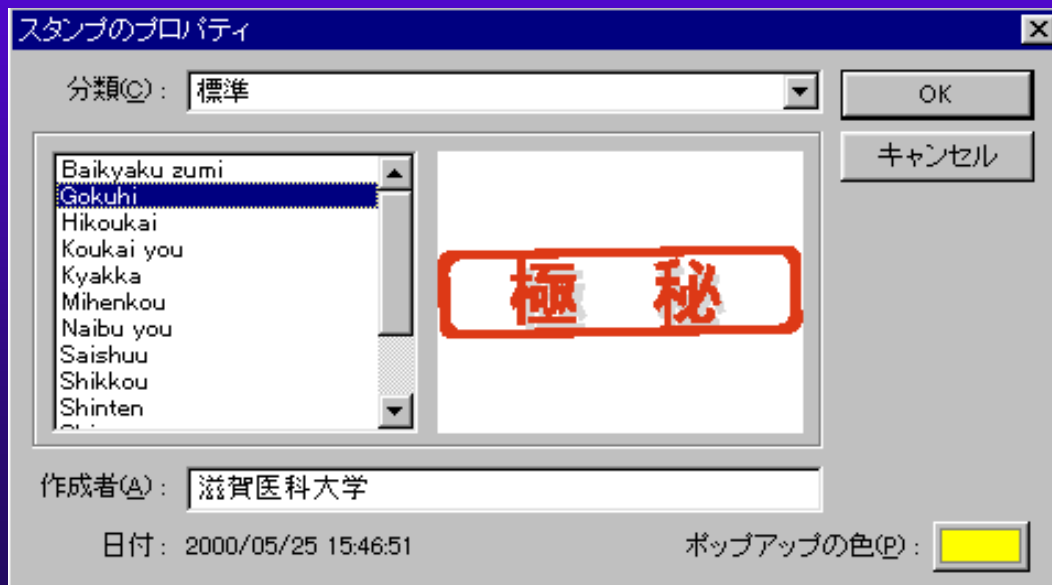 スタンプのプロパティ
分類(C)： 標準
OK
キャンセル
Baikyaku zumi
Gokuhi
Hikoukai
Koukai you
Kyakka
Mihenkou
Naibu you
Saishuu
Shikkou
Shinten
極 秘
作成者(A)： 滋賀医科大学
日付： 2000/05/25 15:46:51
ポップアップの色(P)：